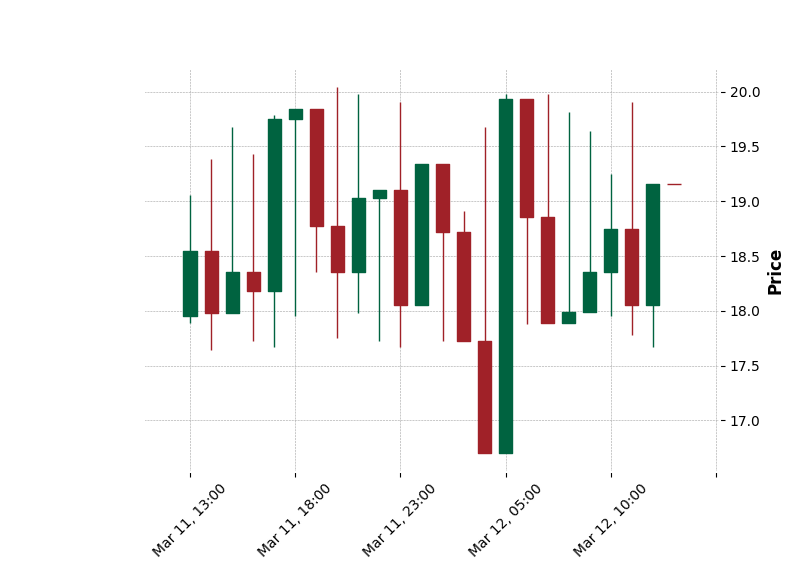 20.0
19.5
19.0
18.5
18.0
17.5
17.0
Price
Mar 11, 13:00
Mar 11, 18:00
Mar 11, 23:00
Mar 12, 05:00
Mar 12, 10:00